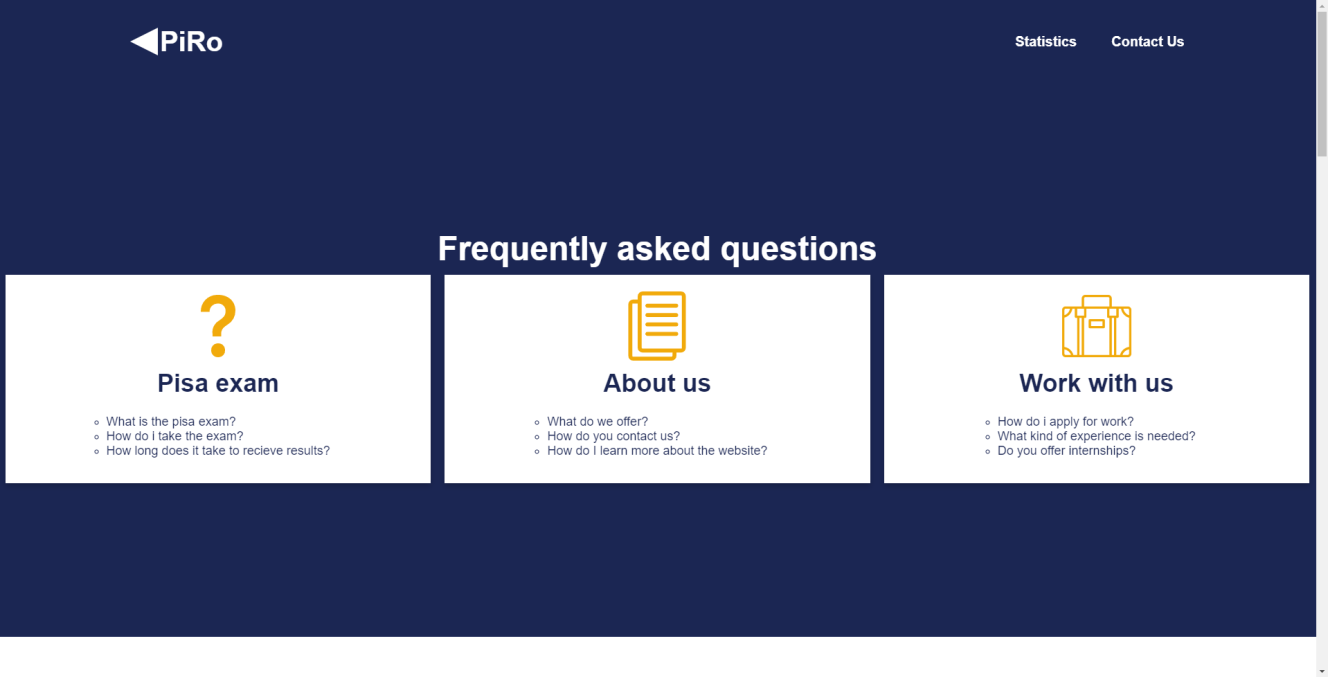 PiRo
Statistics
Contact Us
Frequently asked questions
Pisa exam
What is the pisa exam?
How do i take the exam?
How long does it take to recieve results?
About us
What do we offer?
How do you contact us?
How do I learn more about the website?
Work with us
How do i apply for work?
What kind of experience is needed?
Do you offer internships?